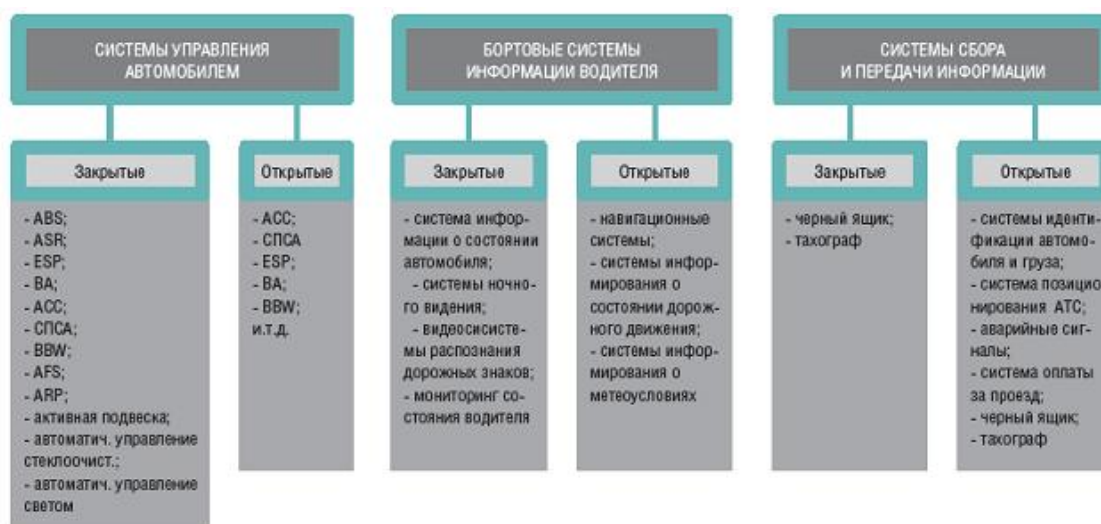 СИСТЕМЫ УПРАВЛЕНИЯ
АВТОМОБИЛЕМ
Закрытые
- ABS;
- ASR;
- ESP;
- BA;
- ACC;
- СПСА;
- BBW;
- AFS;
- ARP;
- активная подвеска;
- автоматич. управление
стеклоочист.;
- автоматич. управление
светом
Открытые
- ACC;
- СПСА
- ESP;
- BA;
- BBW;
и.т.д.
БОРТОВЫЕ СИСТЕМЫ
ИНФОРМАЦИИ ВОДИТЕЛЯ
Закрытые
- система инфор-
мации о состоянии
автомобиля;
- системы ночно-
го видения;
- видеосисисте-
мы распознания
дорожных знаков;
- мониторинг со-
стояния водителя
Открытые
- навигационные
системы;
- системы инфор-
мирования о
состоянии дорож-
ного движения;
- системы инфор-
мирования о
метеоусловиях
СИСТЕМЫ СБОРА
И ПЕРЕДАЧИ ИНФОРМАЦИИ
Закрытые
- черный ящик;
- тахограф
Открытые
- системы иденти-
фикации автомо-
биля и груза;
- система позицио
нирования АТС;
- аварийные сиг-
налы;
- система оплаты
за проезд;
- черный ящик;
- тахограф